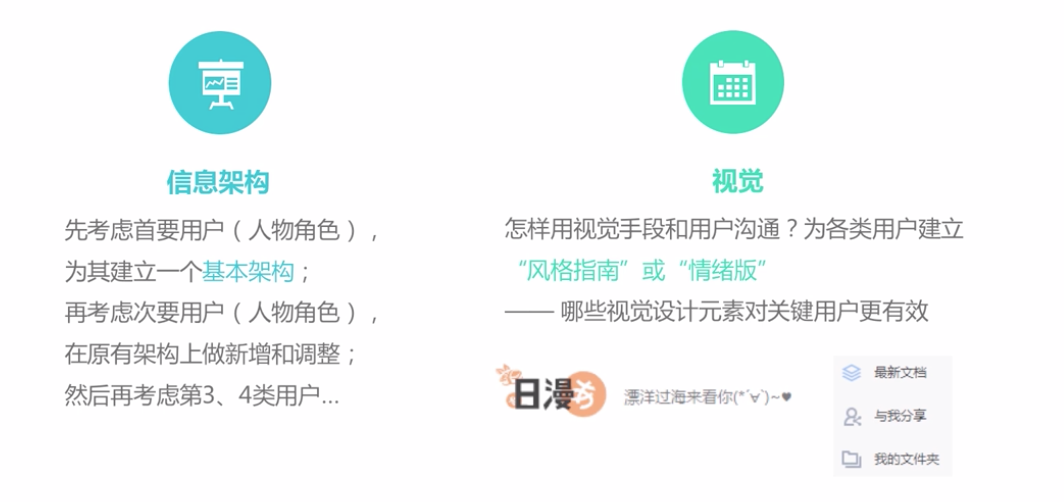 信息架构
先考虑首要用户（人物角色），
为其建立一个基本架构；
再考虑次要用户（人物角色），
在原有架构上做新增和调整；
然后再考虑第3、4类用户...
视觉
怎样用视觉手段和用户沟通？为各类用户建立
“风格指南”或“情绪版”
—— 哪些视觉设计元素对关键用户更有效
日漫
漂洋过海来看你(*´∀`)~♥
最新文档
与我分享
我的文件夹